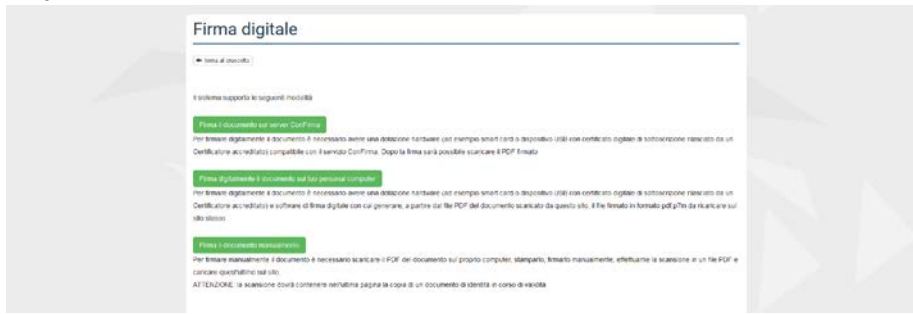 Firma digitale
torna al cruscotto
Il sistema supporta le seguenti modalità
Firma il documento sul server ConFirma
Per firmare digitalmente il documento è necessario avere una dotazione hardware (ad esempio smart card o dispositivo USB con certificato digitale di sottoscrizione rilasciato da un
Certificatore accreditato) compatibile con il servizio ConFirma. Dopo la firma sarà possibile scaricare il PDF firmato
Firma digitalmente il documento sul tuo personal computer
Per firmare digitalmente il documento è necessario avere una dotazione hardware (ad esempio smart card o dispositivo USB con certificato digitale di sottoscrizione rilasciato da un
Certificatore accreditato) e software di firma digitale con cui generare, a partire dal file PDF del documento scaricato da questo sito, il file firmato in formato pdf.p7m da ricaricare sul
sito stesso
Firma il documento manualmente
Per firmare manualmente il documento è necessario scaricare il PDF del documento sul proprio computer, stamparlo, firmarlo manualmente, effettuarne la scansione in un file PDF e
caricare quest'ultimo sul sito.
ATTENZIONE: la scansione dovrà contenere nell'ultima pagina la copia di un documento di identità in corso di validità